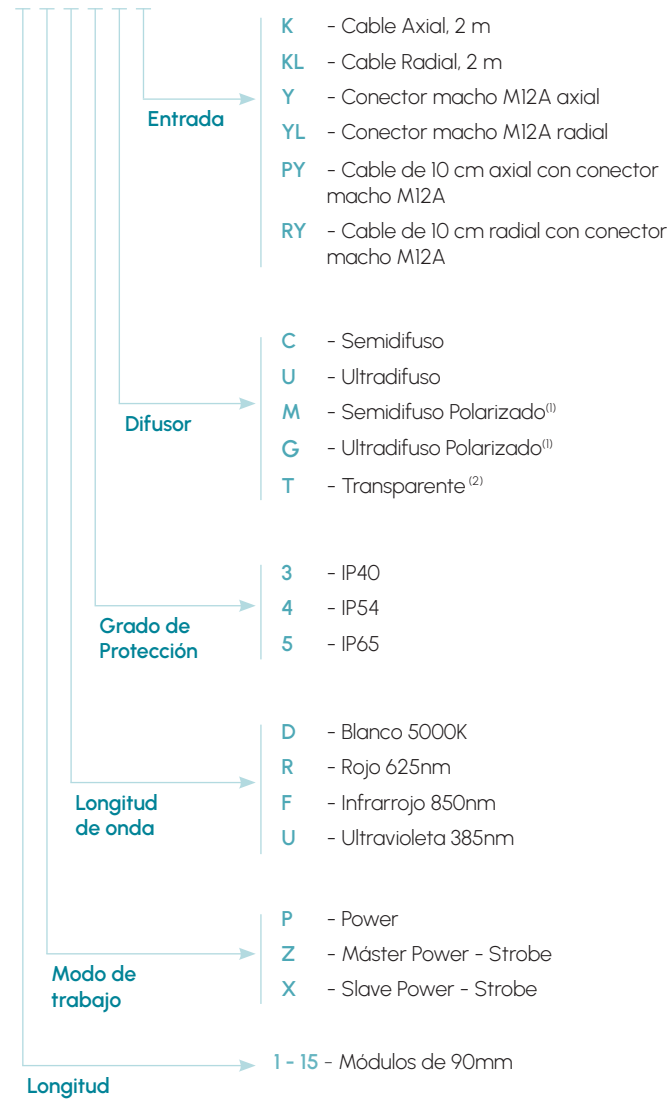 K - Cable Axial, 2 m
KL - Cable Radial, 2 m
Y - Conector macho M12A axial
Entrada
YL - Conector macho M12A radial
PY - Cable de 10 cm axial con conector
macho M12A
RY - Cable de 10 cm radial con conector
macho M12A
C - Semidifuso
U - Ultradifuso
Difusor
M - Semidifuso Polarizado(1)
G - Ultradifuso Polarizado(1)
T - Transparente (2)
3 - IP40
4 - IP54
Grado de
Protección
5 - IP65
D - Blanco 5000K
R - Rojo 625nm
Longitud
de onda
F - Infrarrojo 850nm
U - Ultravioleta 385nm
P - Power
Z - Máster Power - Strobe
Modo de
trabajo
X - Slave Power - Strobe
1 - 15 - Módulos de 90mm
Longitud